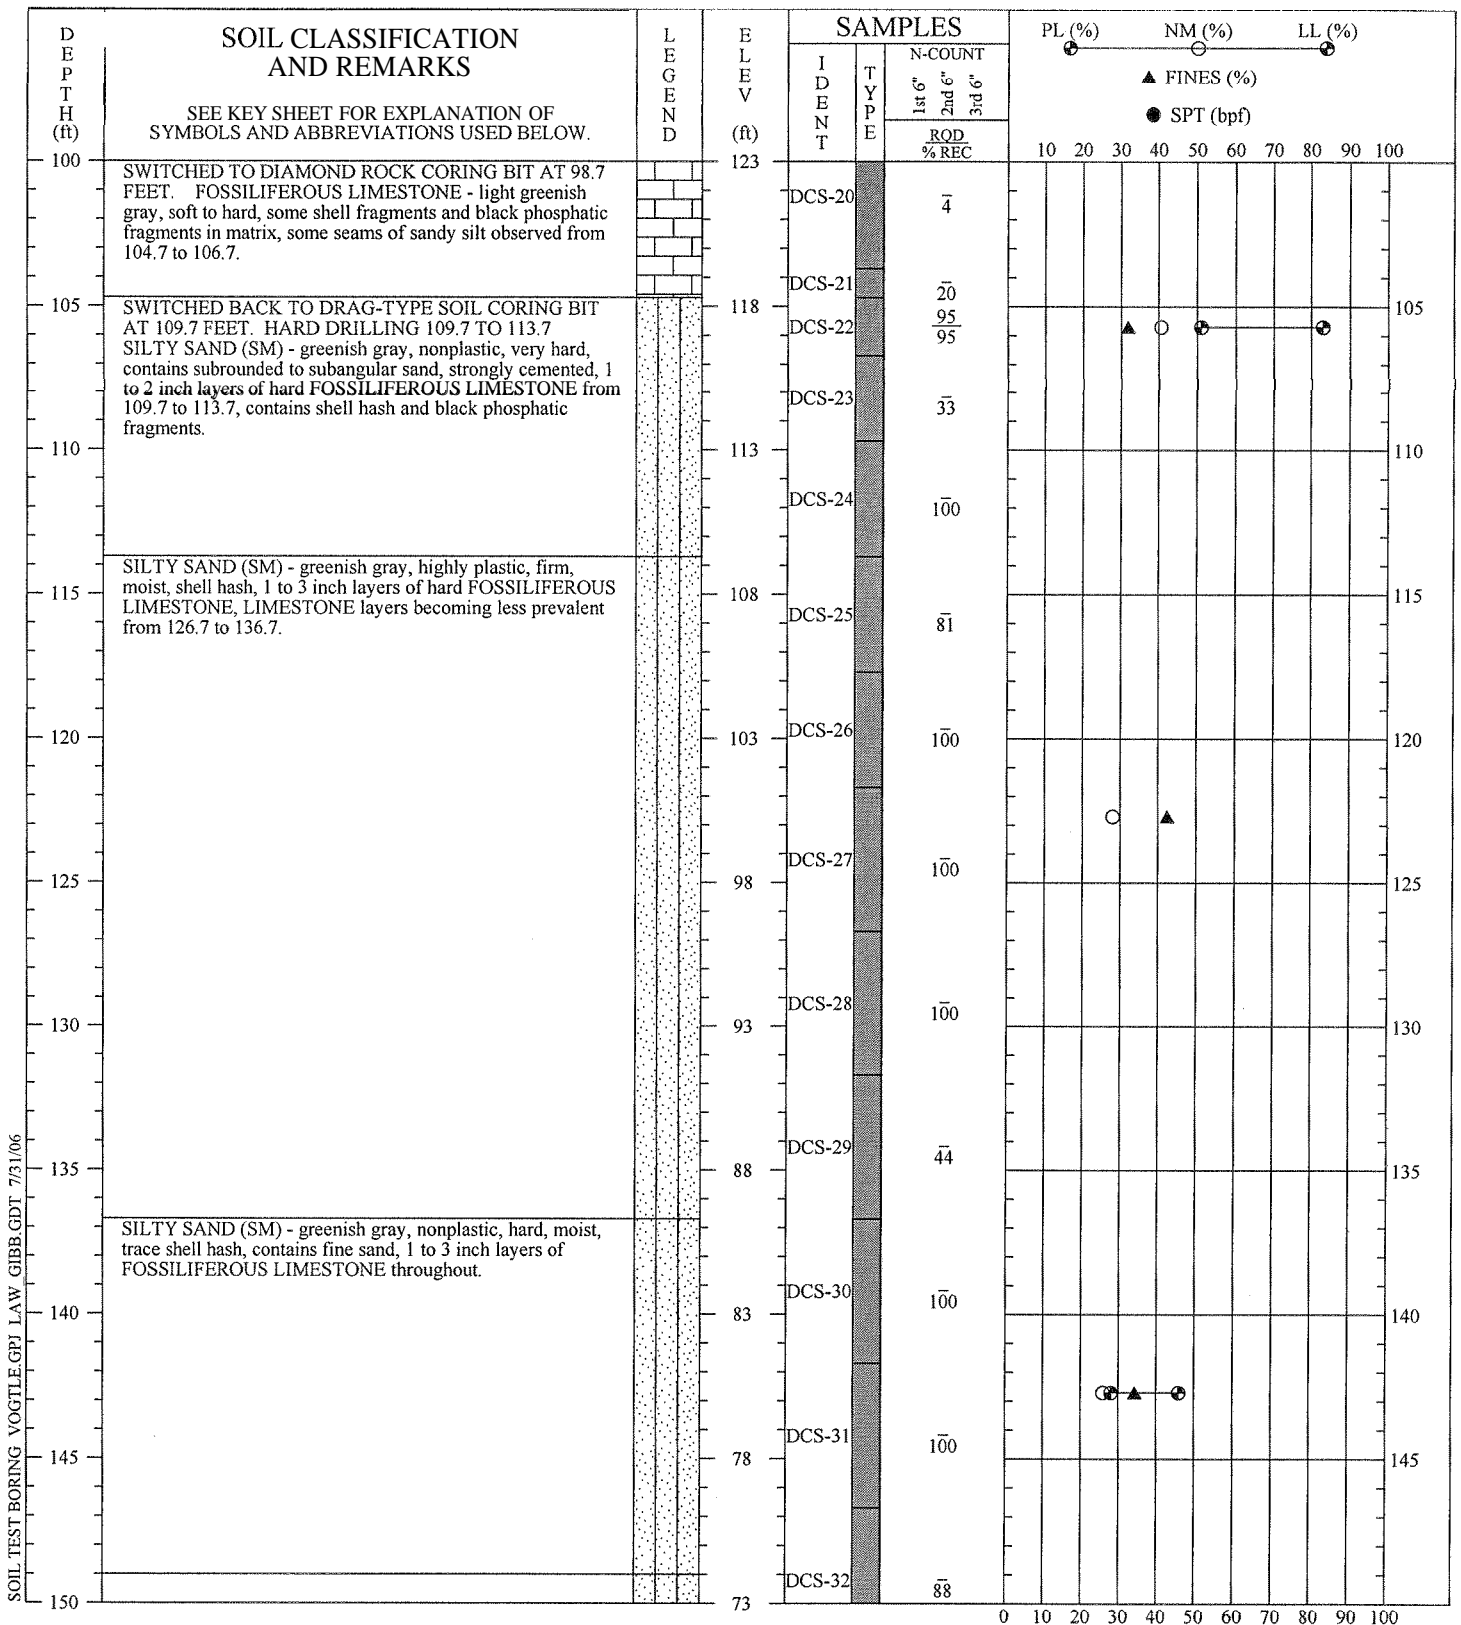 DEPTH (ft)
SOIL CLASSIFICATION
AND REMARKS
SEE KEY SHEET FOR EXPLANATION OF
SYMBOLS AND ABBREVIATIONS USED BELOW.
LEGEND
ELEV (ft)
SAMPLES
IDENT
TYPE
N-COUNT
1st 6"
2nd 6"
3rd 6"
RQD
% REC
PL (%) NM (%) LL (%)
▲ FINES (%)
● SPT (bpf)
10 20 30 40 50 60 70 80 90 100
100
SWITCHED TO DIAMOND ROCK CORING BIT AT 98.7
FEET. FOSSILIFEROUS LIMESTONE - light greenish
gray, soft to hard, some shell fragments and black phosphatic
fragments in matrix, some seams of sandy silt observed from
104.7 to 106.7.
123
DCS-20
4
DCS-21
20
105
SWITCHED BACK TO DRAG-TYPE SOIL CORING BIT
AT 109.7 FEET. HARD DRILLING 109.7 TO 113.7
SILTY SAND (SM) - greenish gray, nonplastic, very hard,
contains subrounded to subangular sand, strongly cemented, 1
to 2 inch layers of hard FOSSILIFEROUS LIMESTONE from
109.7 to 113.7, contains shell hash and black phosphatic
fragments.
118
DCS-22
95
95
105
DCS-23
33
110
113
110
DCS-24
100
SILTY SAND (SM) - greenish gray, highly plastic, firm,
moist, shell hash, 1 to 3 inch layers of hard FOSSILIFEROUS
LIMESTONE, LIMESTONE layers becoming less prevalent
from 126.7 to 136.7.
115
108
115
DCS-25
81
120
103
DCS-26
100
120
DCS-27
100
125
98
125
DCS-28
100
130
93
130
DCS-29
44
135
88
135
SILTY SAND (SM) - greenish gray, nonplastic, hard, moist,
trace shell hash, contains fine sand, 1 to 3 inch layers of
FOSSILIFEROUS LIMESTONE throughout.
DCS-30
100
140
83
140
DCS-31
100
145
78
145
DCS-32
88
150
73
0 10 20 30 40 50 60 70 80 90 100
SOIL TEST BORING VOGTLE.GPJ LAW_GIBB.GDT 7/31/06